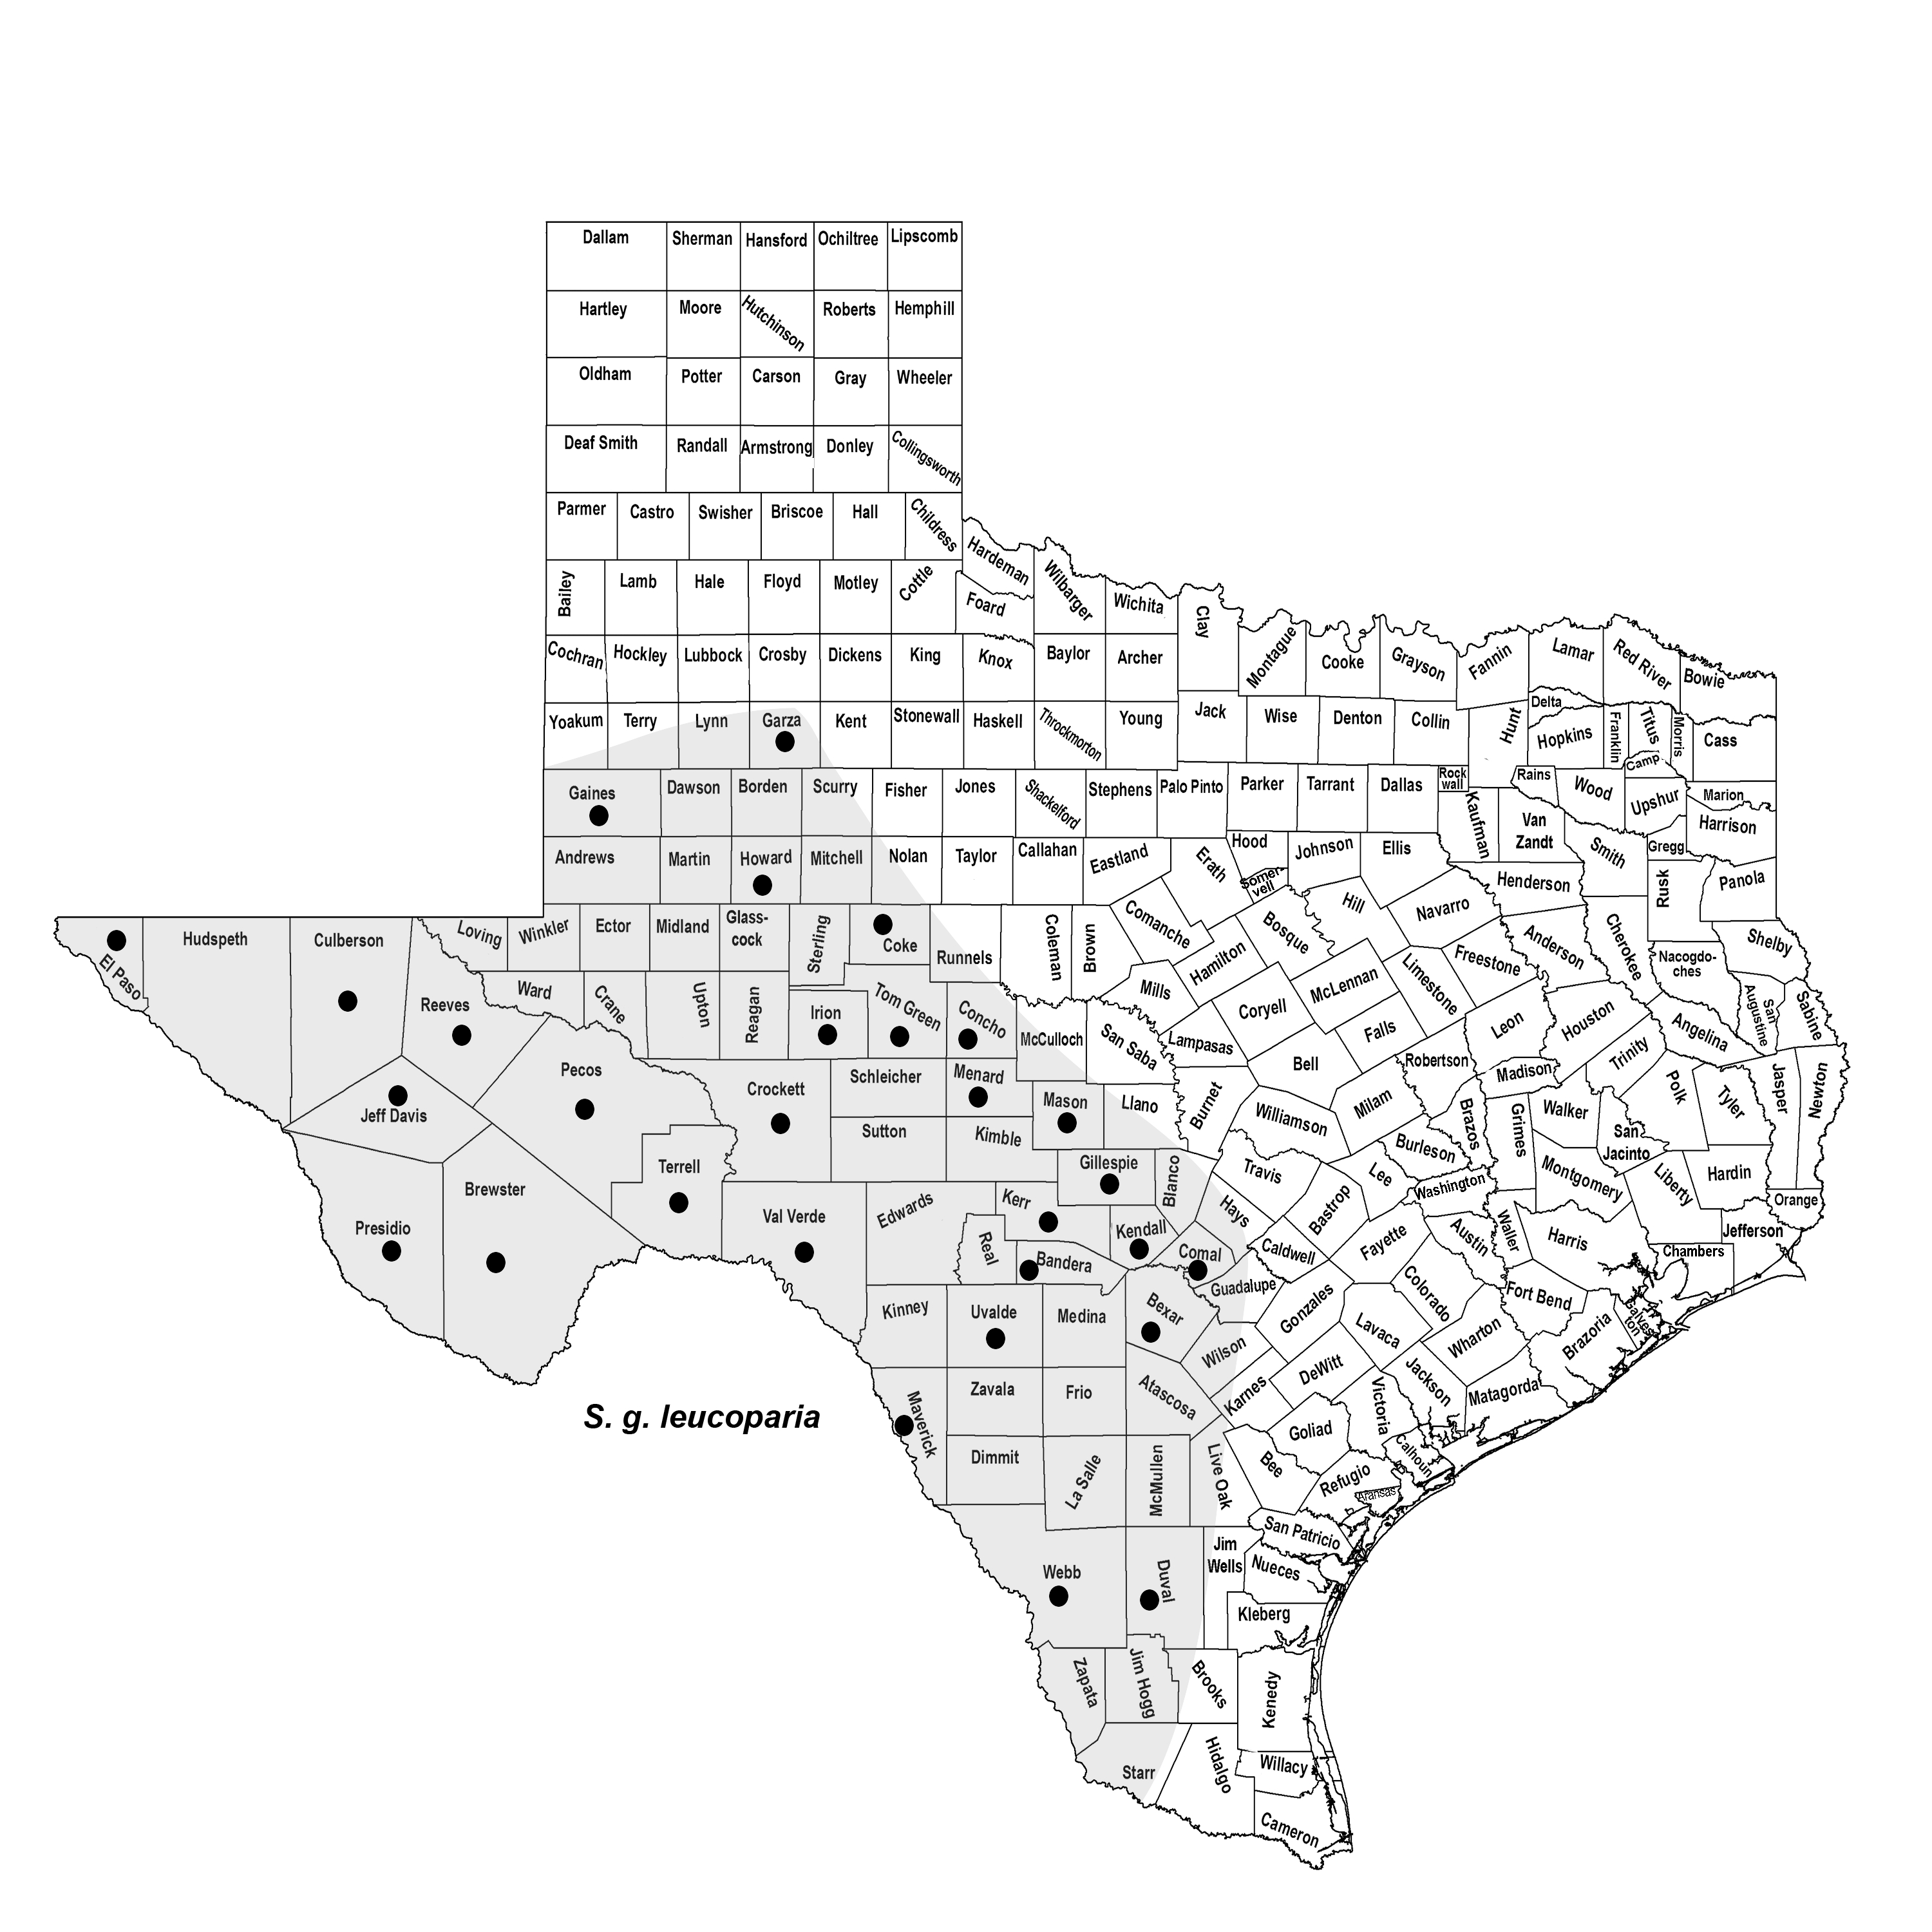 Dallam Sherman Hansford Ochiltree Lipscomb
Hartley Moore Hutchinson Roberts Hemphill
Oldham Potter Carson Gray Wheeler
Deaf Smith Randall Armstrong Donley Collingsworth
Parmer Castro Swisher Briscoe Hall Childress
Hardeman
Bailey Lamb Hale Floyd Motley Cottle Foard Wilbarger Wichita Clay
Cochran Hockley Lubbock Crosby Dickens King Knox Baylor Archer Montague Cooke Grayson Fannin Lamar Red River Bowie
Yoakum Terry Lynn Garza Kent Stonewall Haskell Throckmorton Young Jack Wise Denton Collin Hunt Delta Hopkins Franklin Titus Morris Cass
Camp
Gaines Dawson Borden Scurry Fisher Jones Shackelford Stephens Palo Pinto Parker Tarrant Dallas Rock
wall Kaufman Rains Wood Upshur Marion
Harrison
Van
Zandt
Andrews Martin Howard Mitchell Nolan Taylor Callahan Eastland Erath Hood Somer-
vell Johnson Ellis Henderson Smith Gregg Rusk Panola
El Paso Hudspeth Culberson Loving Winkler Ector Midland Glass-
cock Sterling Coke Runnels Coleman Brown Comanche Hamilton Bosque Hill Navarro Freestone Anderson Cherokee Nacogdo-
ches Shelby
Reeves Ward Crane Upton Reagan Irion Tom Green Concho McCulloch San Saba Mills Lampasas Coryell McLennan Limestone Falls Leon Houston Angelina San
Augustine Sabine
Jeff Davis Pecos Crockett Schleicher Menard Mason Llano Burnet Bell Milam Robertson Madison Trinity Polk Tyler Jasper Newton
Sutton Kimble Williamson Brazos Grimes Walker San
Jacinto
Presidio Brewster Terrell Val Verde Edwards Kerr Gillespie Blanco Travis Lee Burleson Washington Montgomery Liberty Hardin Orange
Real Bandera Kendall Comal Hays Caldwell Bastrop Fayette Austin Waller Harris Chambers Jefferson
Kinney Uvalde Medina Bexar Guadalupe Gonzales Lavaca Colorado Fort Bend Galves-
ton Brazoria
Wilson Wharton
Maverick Zavala Frio Atascosa Karnes DeWitt Jackson Matagorda
S. g. leucoparia
Victoria Goliad Calhoun
Dimmit La Salle McMullen Live Oak Bee Refugio Aransas
San Patricio
Webb Duval Jim
Wells Nueces
Kleberg
Zapata Jim Hogg Brooks Kenedy
Starr Hidalgo Willacy
Cameron